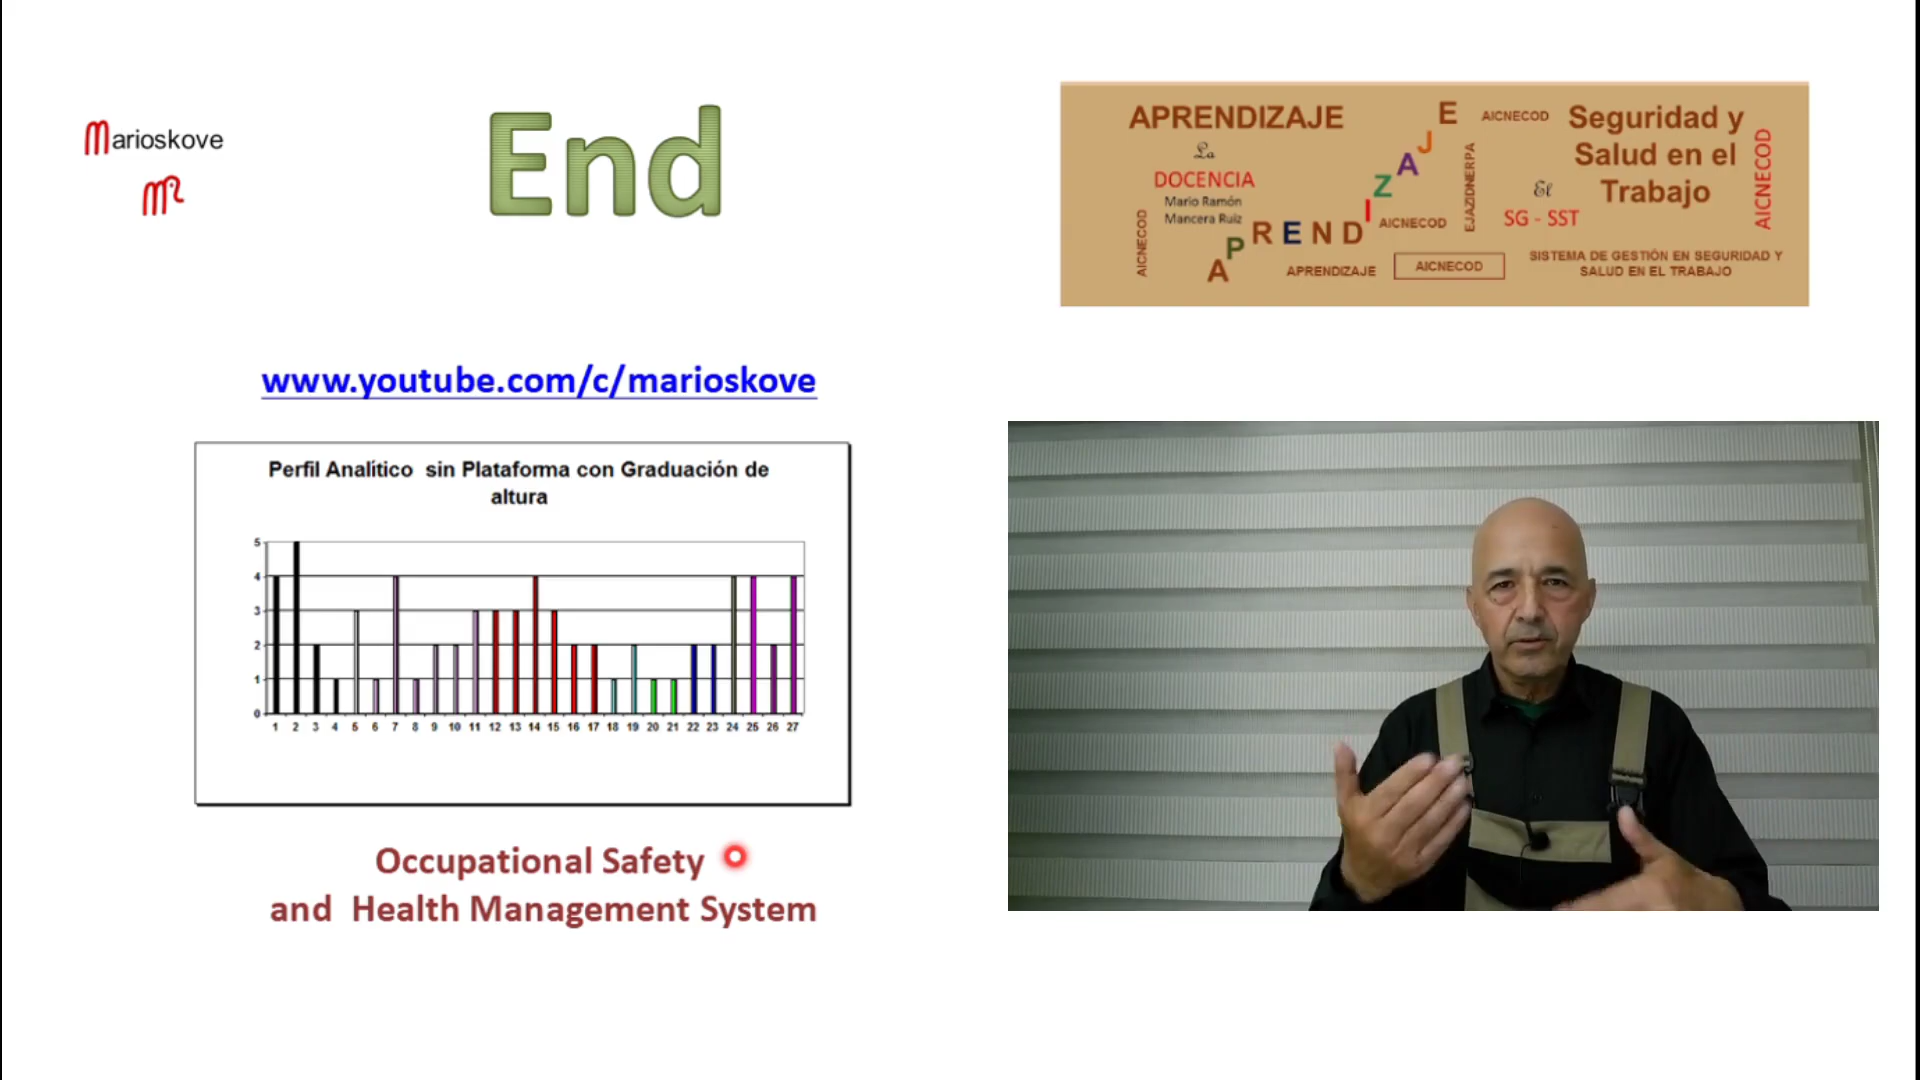 marioskove
End
www.youtube.com/c/marioskove
Perfil Analítico sin Plataforma con Graduación de
altura
5
4
3
2
1
0
1 2 3 4 5 6 7 8 9 10 11 12 13 14 15 16 17 18 19 20 21 22 23 24 25 26 27
Occupational Safety
and Health Management System
APRENDIZAJE
La
DOCENCIA
Mario Ramón
Mancera Ruiz
AICNECOD
APRENDIZAJE
APRENDIZAJE
AICNECOD
AICNECOD
EJAZIDNERPA
AICNECOD
Seguridad y
Salud en el
Trabajo
El
SG - SST
AICNECOD
SISTEMA DE GESTIÓN EN SEGURIDAD Y
SALUD EN EL TRABAJO